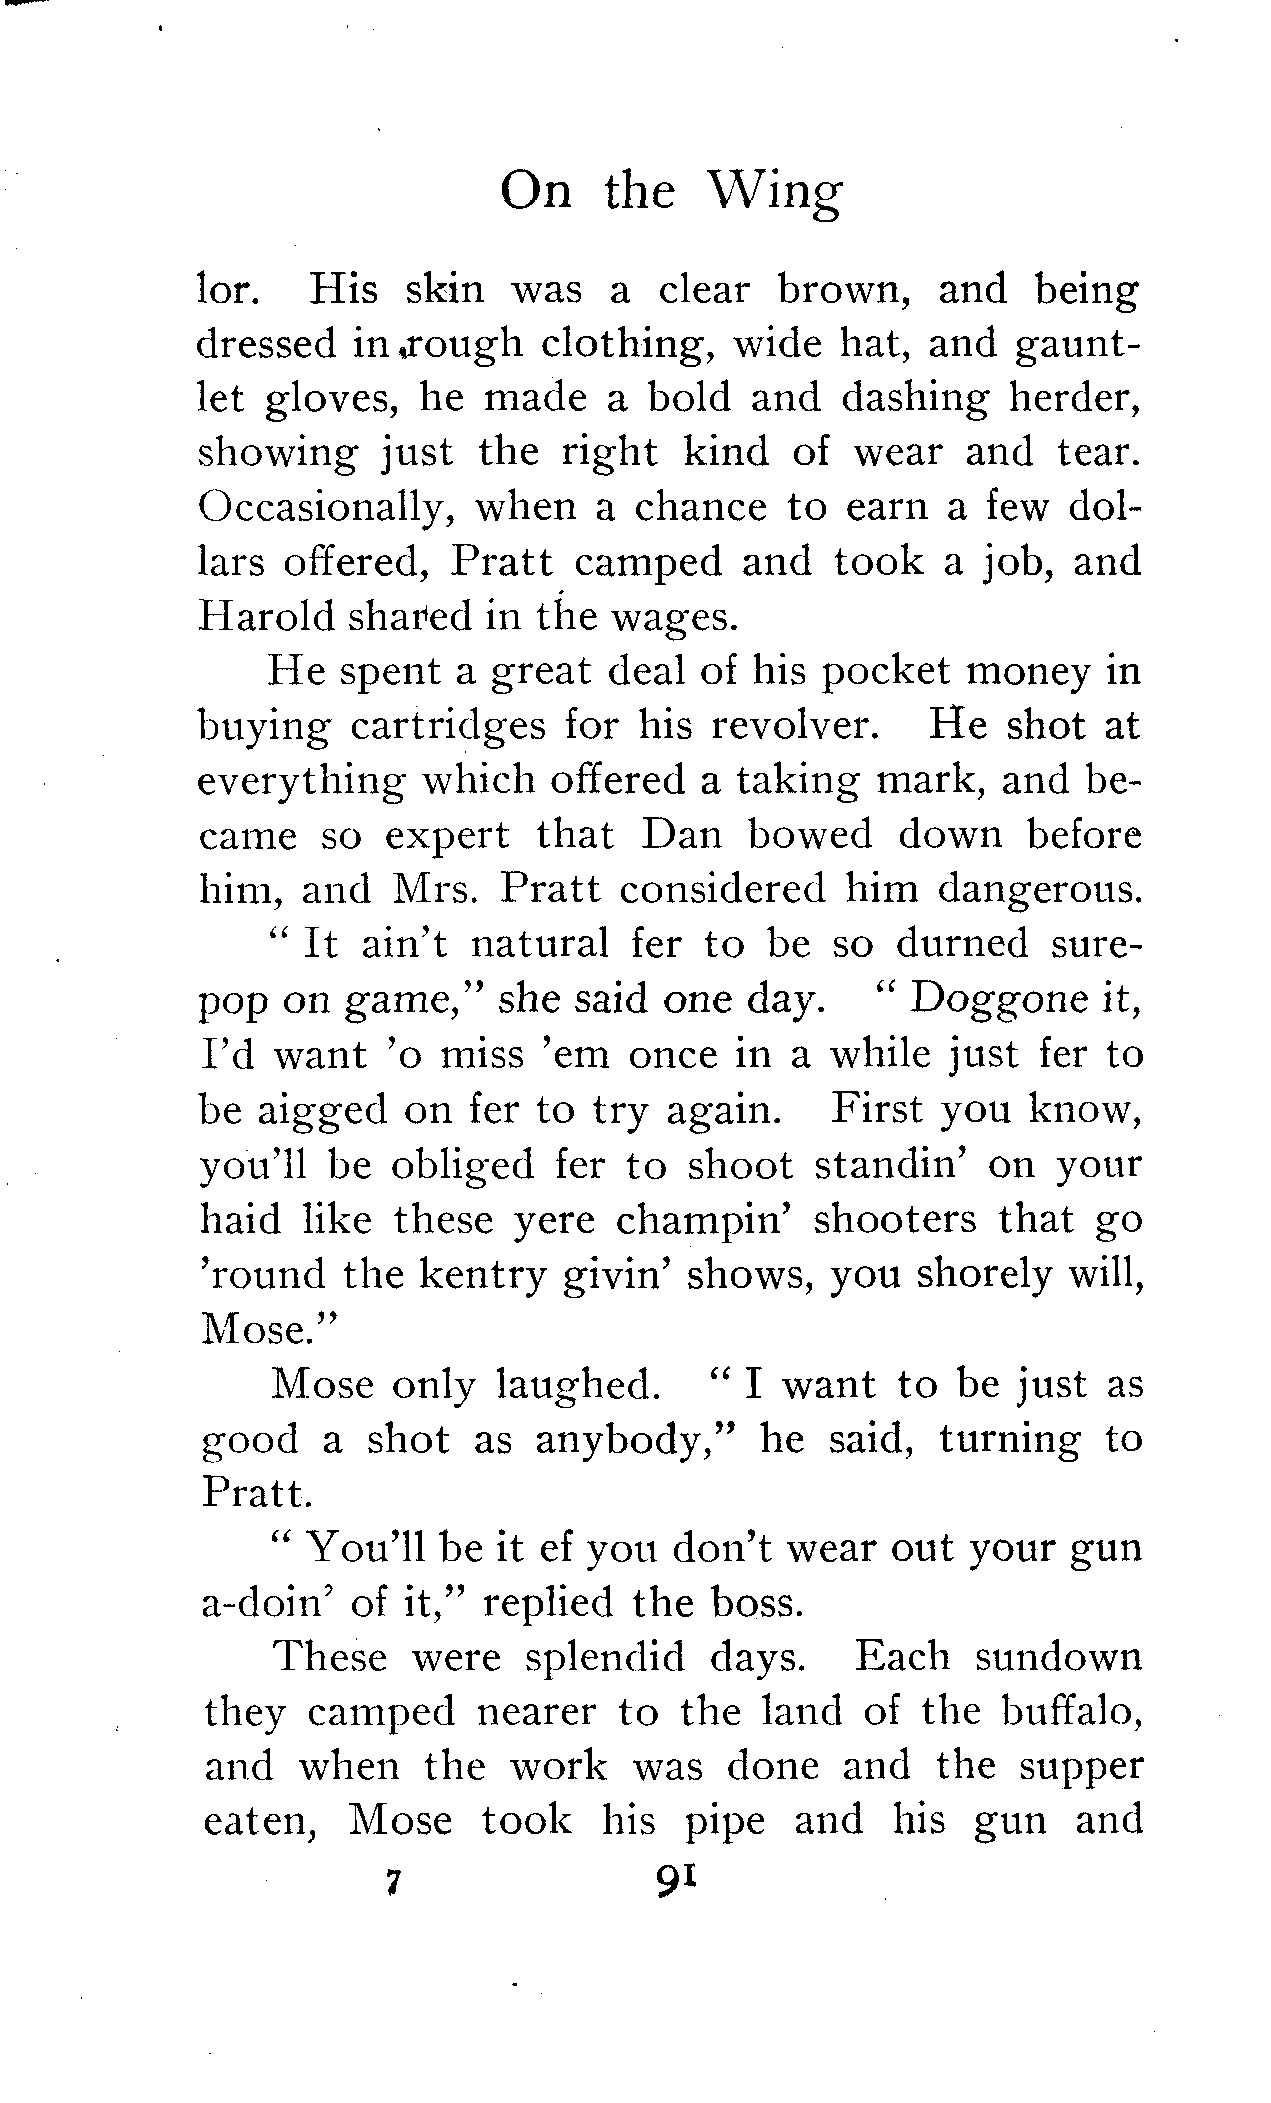 On the Wing
lor. His skin was a clear brown, and being
dressed in rough clothing, wide hat, and gaunt-
let gloves, he made a bold and dashing herder,
showing just the right kind of wear and tear.
Occasionally, when a chance to earn a few dol-
lars offered, Pratt camped and took a job, and
Harold shared in the wages.
He spent a great deal of his pocket money in
buying cartridges for his revolver. He shot at
everything which offered a taking mark, and be-
came so expert that Dan bowed down before
him, and Mrs. Pratt considered him dangerous.
“ It ain't natural fer to be so durned sure-
pop on game,” she said one day. “ Doggone it,
I'd want 'o miss 'em once in a while just fer to
be aigged on fer to try again. First you know,
you'll be obliged fer to shoot standin' on your
haid like these yere champin' shooters that go
'round the kentry givin' shows, you shorely will,
Mose.”
Mose only laughed. “ I want to be just as
good a shot as anybody,” he said, turning to
Pratt.
“ You'll be it ef you don't wear out your gun
a-doin' of it,” replied the boss.
These were splendid days. Each sundown
they camped nearer to the land of the buffalo,
and when the work was done and the supper
eaten, Mose took his pipe and his gun and
7 91